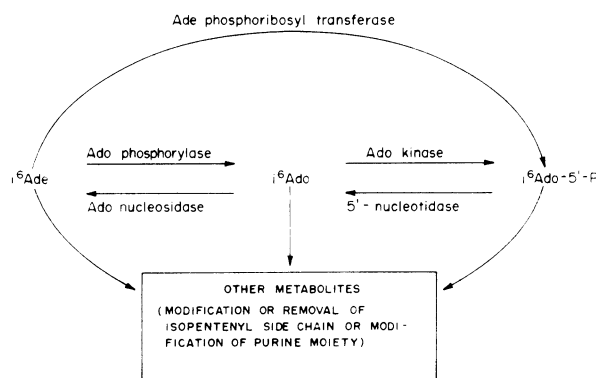 Ade phosphoribosyl transferase
Ado phosphorylase
Ado kinase
i⁶Ade
i⁶Ado
i⁶Ado-5'-P
Ado nucleosidase
5'-nucleotidase
OTHER METABOLITES
(MODIFICATION OR REMOVAL OF
ISOPENTENYL SIDE CHAIN OR MODI-
FICATION OF PURINE MOIETY)